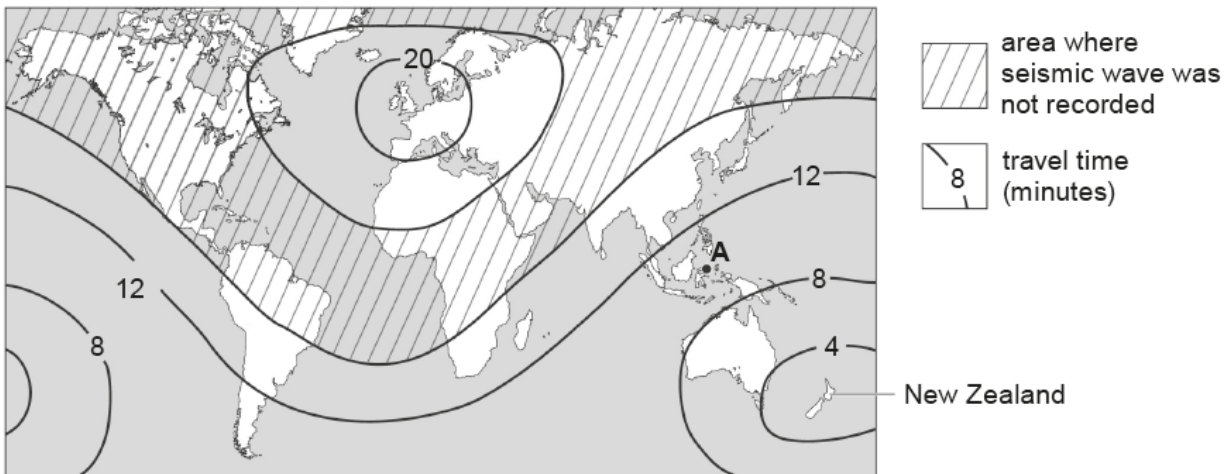 20
12
A
12
8
8
4
New Zealand
area where
seismic wave was
not recorded
8
travel time
(minutes)